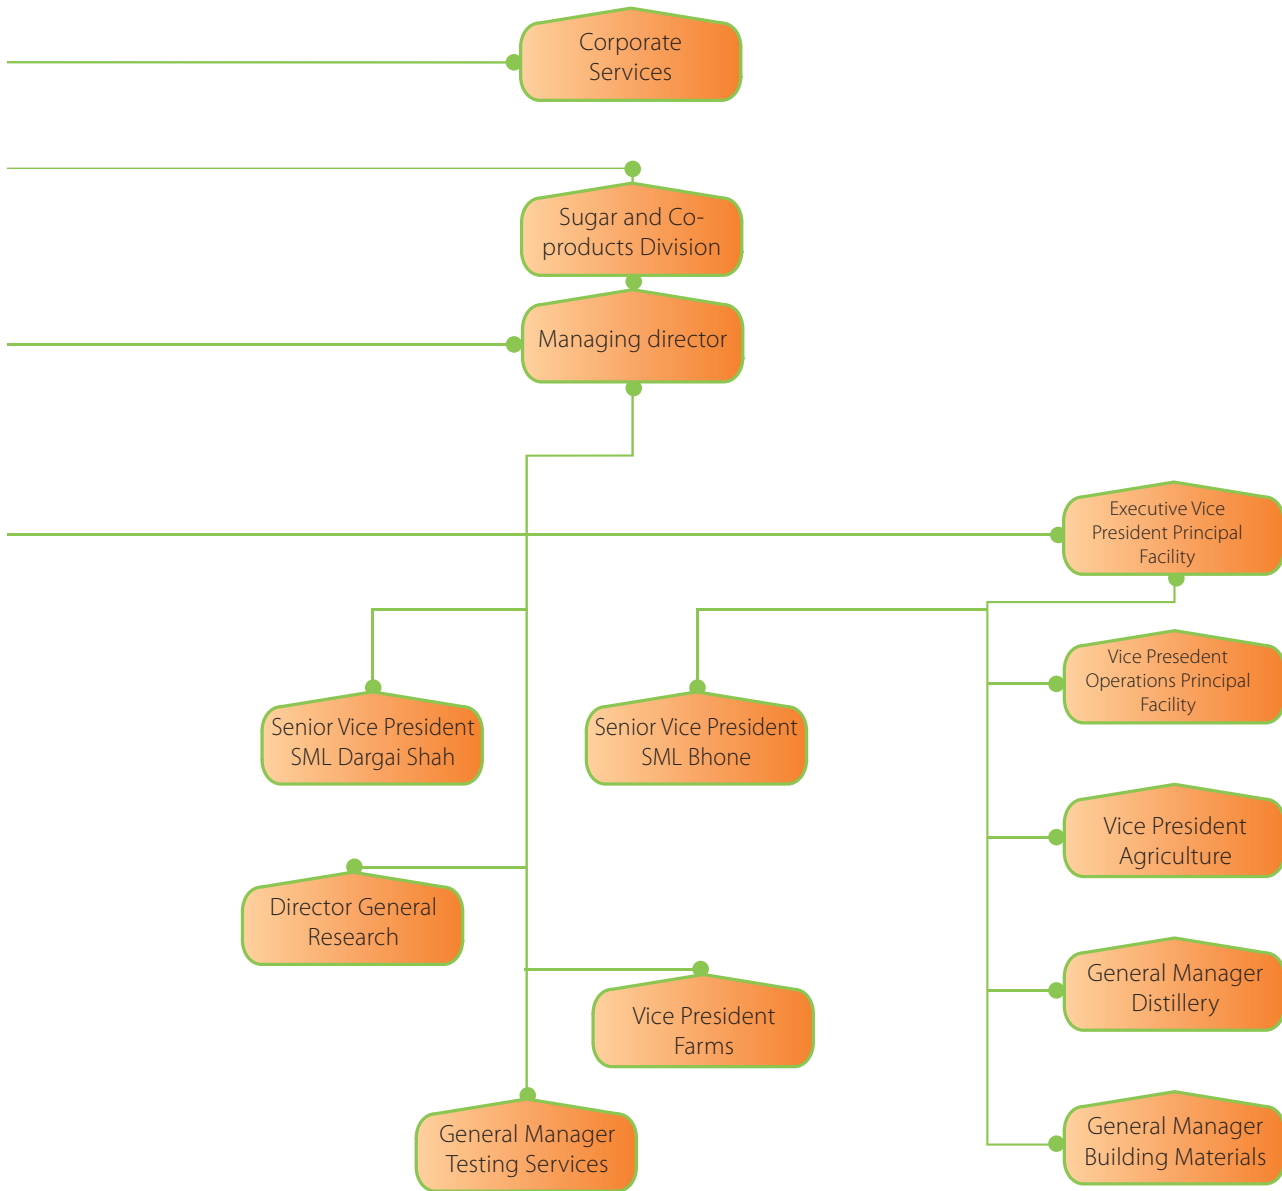 Corporate
Services
Sugar and Co-
products Division
Managing director
Executive Vice
President Principal
Facility
Vice Presedent
Operations Principal
Facility
Senior Vice President
SML Dargai Shah
Senior Vice President
SML Bhone
Vice President
Agriculture
Director General
Research
General Manager
Distillery
Vice President
Farms
General Manager
Testing Services
General Manager
Building Materials